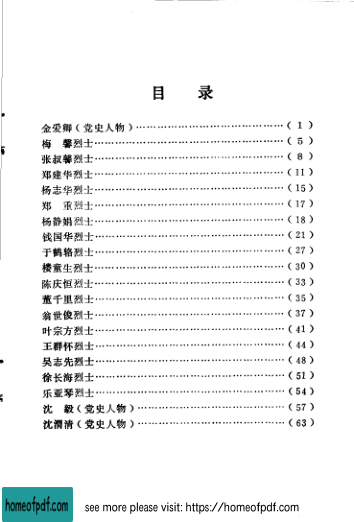 目 录
金爱卿（党史人物）……………………………………（ 1 ）
梅 馨烈士……………………………………………（ 5 ）
张叔馨烈士……………………………………………（ 8 ）
郑建华烈士……………………………………………（11）
杨志华烈士……………………………………………（15）
郑 重烈士……………………………………………（17）
杨静娟烈士……………………………………………（18）
钱国华烈士……………………………………………（21）
于鹤龄烈士……………………………………………（27）
楼童生烈士……………………………………………（30）
陈庆恒烈士……………………………………………（33）
董千里烈士……………………………………………（35）
翁世俊烈士……………………………………………（37）
叶宗方烈士……………………………………………（41）
王群怀烈士……………………………………………（44）
吴志先烈士……………………………………………（48）
徐长海烈士……………………………………………（51）
乐亚琴烈士……………………………………………（54）
沈 毅（党史人物）……………………………………（57）
沈潤清（党史人物）……………………………………（63）
homeofpdf.com see more please visit: https://homeofpdf.com